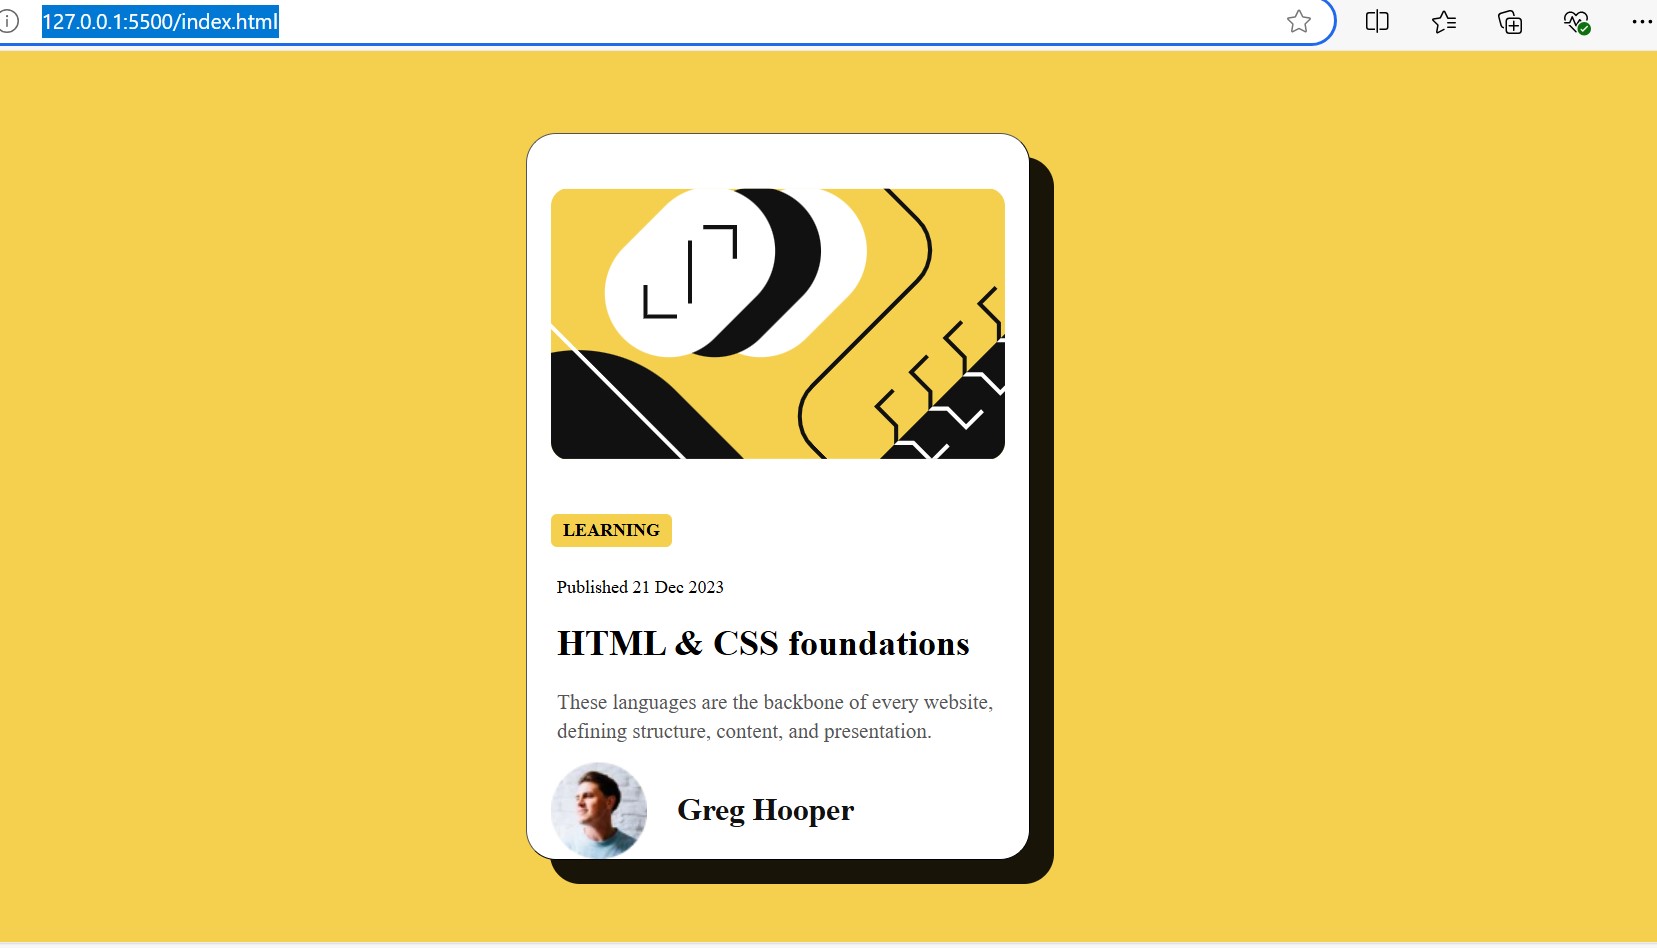 127.0.0.1:5500/index.html
LEARNING
Published 21 Dec 2023
HTML & CSS foundations
These languages are the backbone of every website,
defining structure, content, and presentation.
Greg Hooper